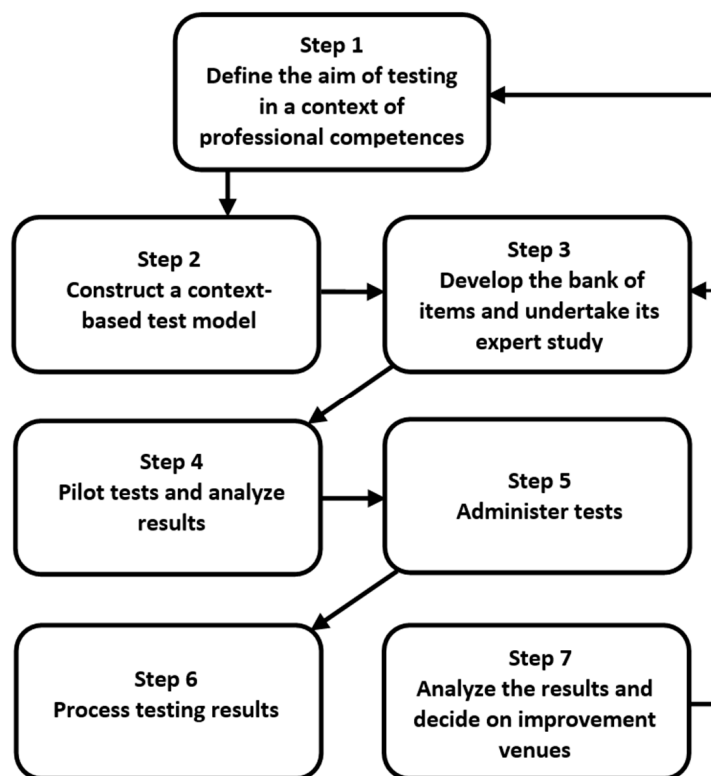 Step 1
Define the aim of testing
in a context of
professional competences
Step 2
Construct a context-
based test model
Step 3
Develop the bank of
items and undertake its
expert study
Step 4
Pilot tests and analyze
results
Step 5
Administer tests
Step 6
Process testing results
Step 7
Analyze the results and
decide on improvement
venues